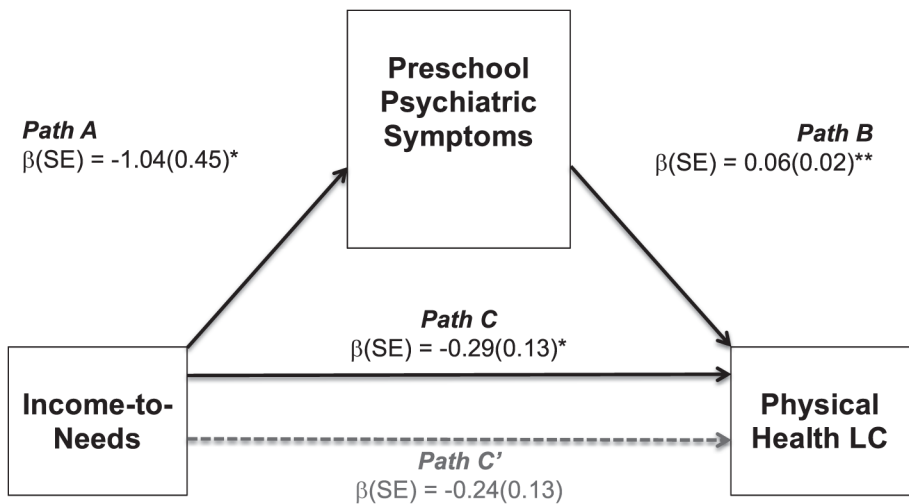 Preschool
Psychiatric
Symptoms
Path A
β(SE) = -1.04(0.45)*
Path B
β(SE) = 0.06(0.02)**
Path C
β(SE) = -0.29(0.13)*
Income-to-
Needs
Physical
Health LC
Path C’
β(SE) = -0.24(0.13)